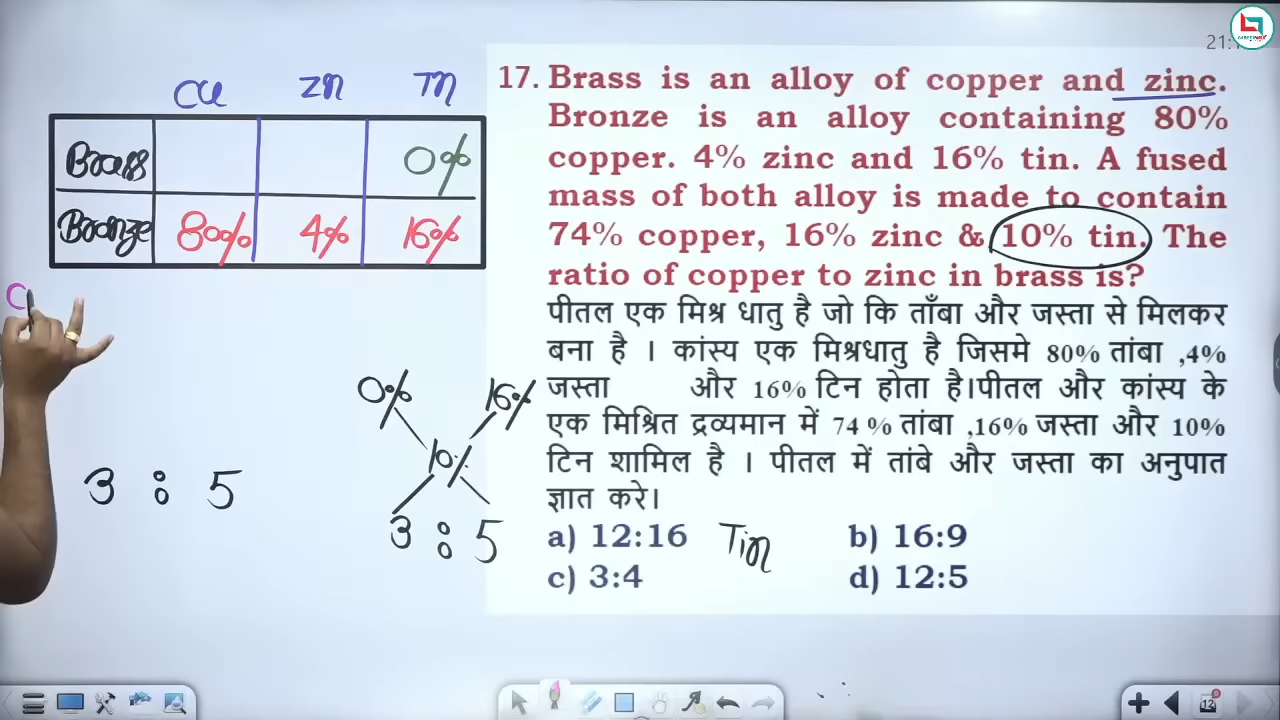 21:
CU ZN TN
Brass 0%
Bronze 80% 4% 16%
C
0% 16%
10%
3 : 5
3 : 5
17. Brass is an alloy of copper and zinc.
Bronze is an alloy containing 80%
copper. 4% zinc and 16% tin. A fused
mass of both alloy is made to contain
74% copper, 16% zinc & 10% tin. The
ratio of copper to zinc in brass is?
पीतल एक मिश्र धातु है जो कि ताँबा और जस्ता से मिलकर
बना है । कांस्य एक मिश्रधातु है जिसमे 80% तांबा ,4%
जस्ता और 16% टिन होता है।पीतल और कांस्य के
एक मिश्रित द्रव्यमान में 74 % तांबा ,16% जस्ता और 10%
टिन शामिल है । पीतल में तांबे और जस्ता का अनुपात
ज्ञात करे।
a) 12:16 Tin b) 16:9
c) 3:4 d) 12:5
12